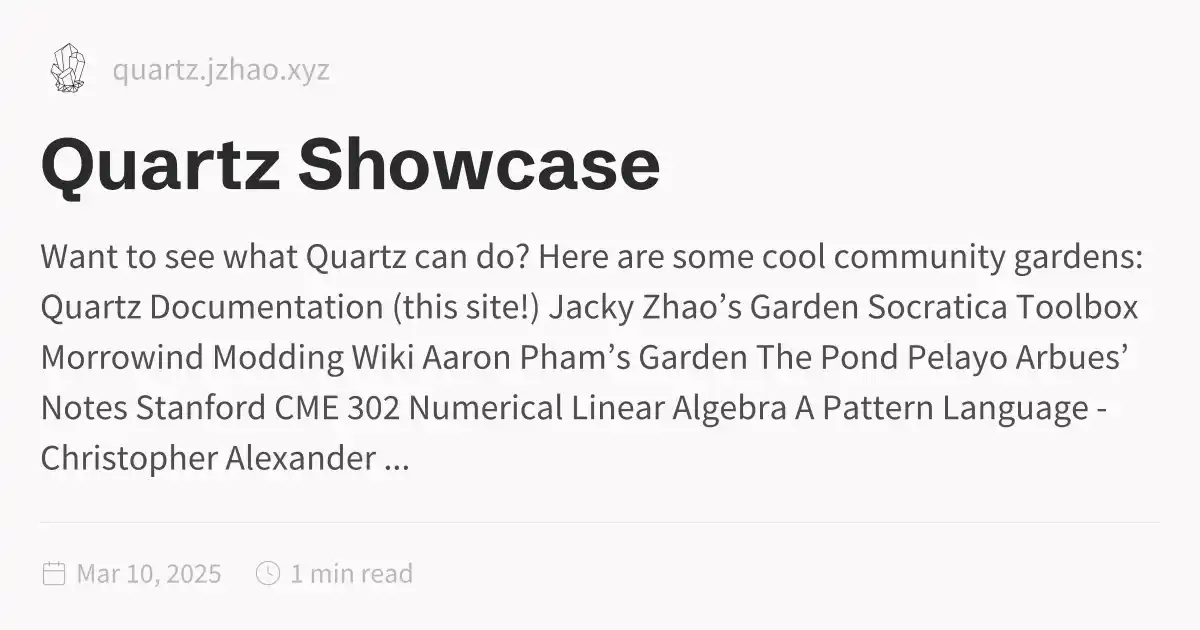 quartz.jzhao.xyz
Quartz Showcase
Want to see what Quartz can do? Here are some cool community gardens:
Quartz Documentation (this site!) Jacky Zhao’s Garden Socratica Toolbox
Morrowind Modding Wiki Aaron Pham’s Garden The Pond Pelayo Arbues’
Notes Stanford CME 302 Numerical Linear Algebra A Pattern Language -
Christopher Alexander ...
Mar 10, 2025 1 min read